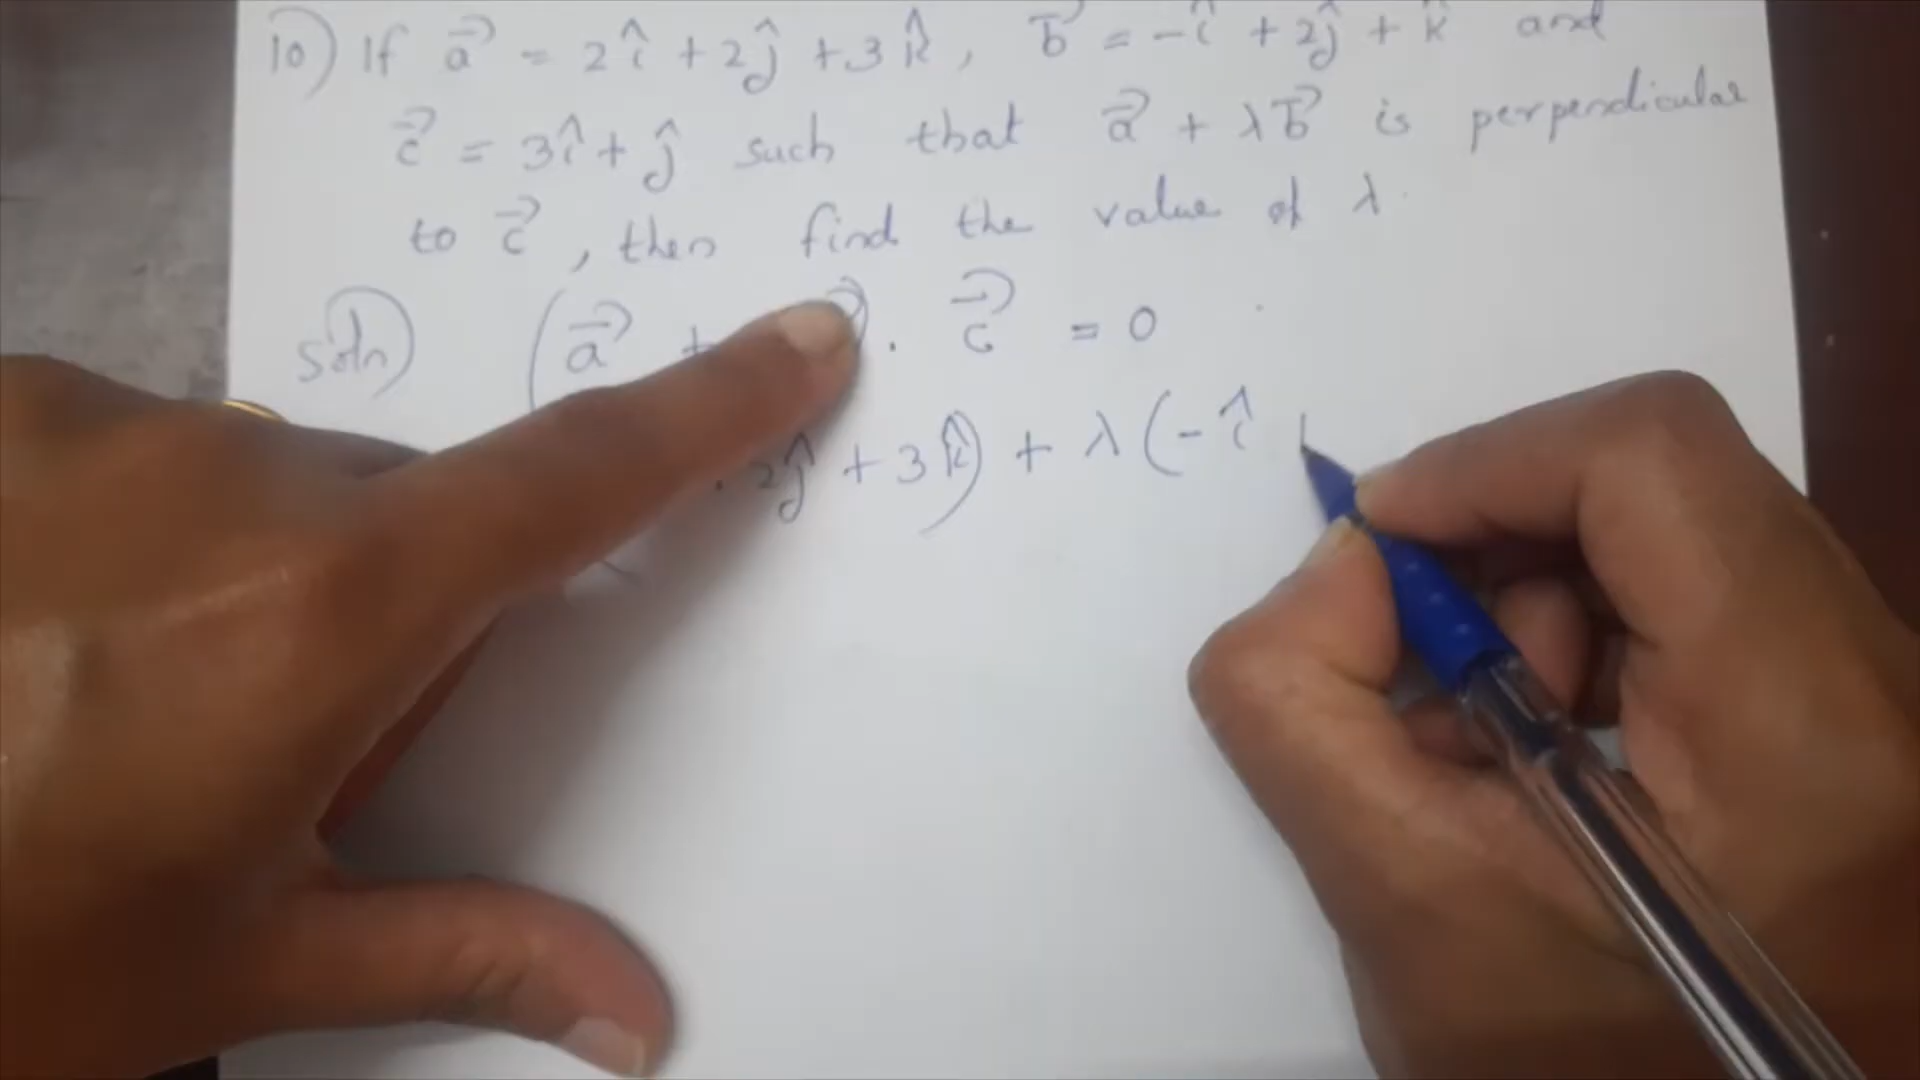 10) If a⃗ = 2î + 2ĵ + 3k̂, b⃗ = -î + 2ĵ + k̂ and
c⃗ = 3î + ĵ such that a⃗ + λb⃗ is perpendicular
to c⃗, then find the value of λ.
Soln) (a⃗ + ) . c⃗ = 0
2ĵ + 3k̂) + λ(-î